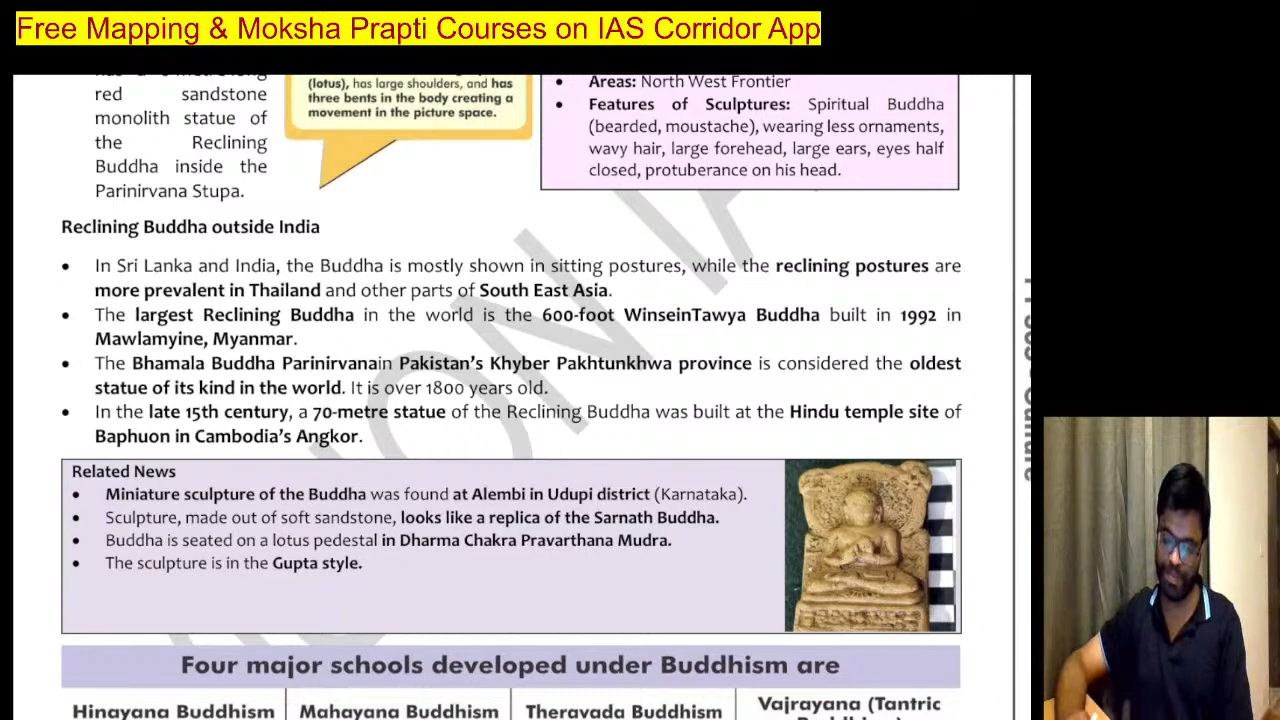 Free Mapping & Moksha Prapti Courses on IAS Corridor App
red sandstone
monolith statue of
the Reclining
Buddha inside the
Parinirvana Stupa.
(lotus), has large shoulders, and has
three bents in the body creating a
movement in the picture space.
• Areas: North West Frontier
• Features of Sculptures: Spiritual Buddha
(bearded, moustache), wearing less ornaments,
wavy hair, large forehead, large ears, eyes half
closed, protuberance on his head.
Reclining Buddha outside India
• In Sri Lanka and India, the Buddha is mostly shown in sitting postures, while the reclining postures are
more prevalent in Thailand and other parts of South East Asia.
• The largest Reclining Buddha in the world is the 600-foot WinseinTawya Buddha built in 1992 in
Mawlamyine, Myanmar.
• The Bhamala Buddha Parinirvanain Pakistan's Khyber Pakhtunkhwa province is considered the oldest
statue of its kind in the world. It is over 1800 years old.
• In the late 15th century, a 70-metre statue of the Reclining Buddha was built at the Hindu temple site of
Baphuon in Cambodia's Angkor.
Related News
• Miniature sculpture of the Buddha was found at Alembi in Udupi district (Karnataka).
• Sculpture, made out of soft sandstone, looks like a replica of the Sarnath Buddha.
• Buddha is seated on a lotus pedestal in Dharma Chakra Pravarthana Mudra.
• The sculpture is in the Gupta style.
Four major schools developed under Buddhism are
Hinayana Buddhism
Mahayana Buddhism
Theravada Buddhism
Vajrayana (Tantric